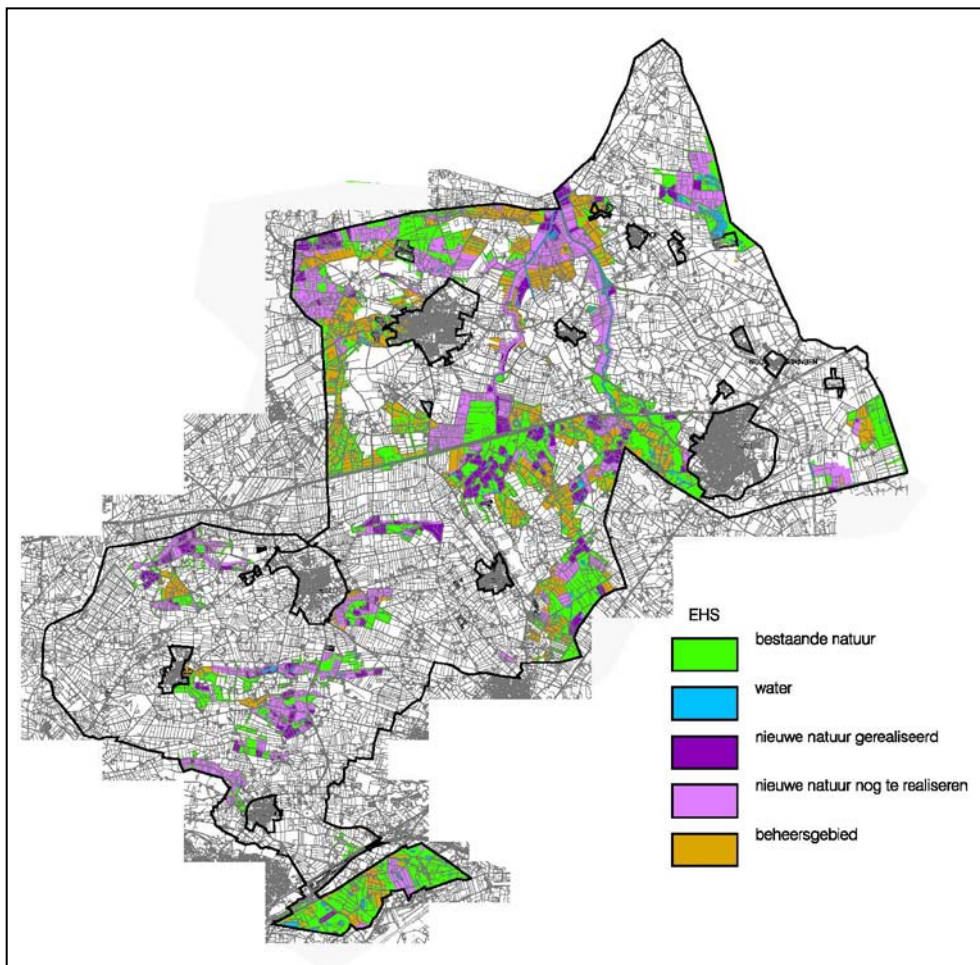 EHS
bestaande natuur
water
nieuwe natuur gerealiseerd
nieuwe natuur nog te realiseren
beheersgebied